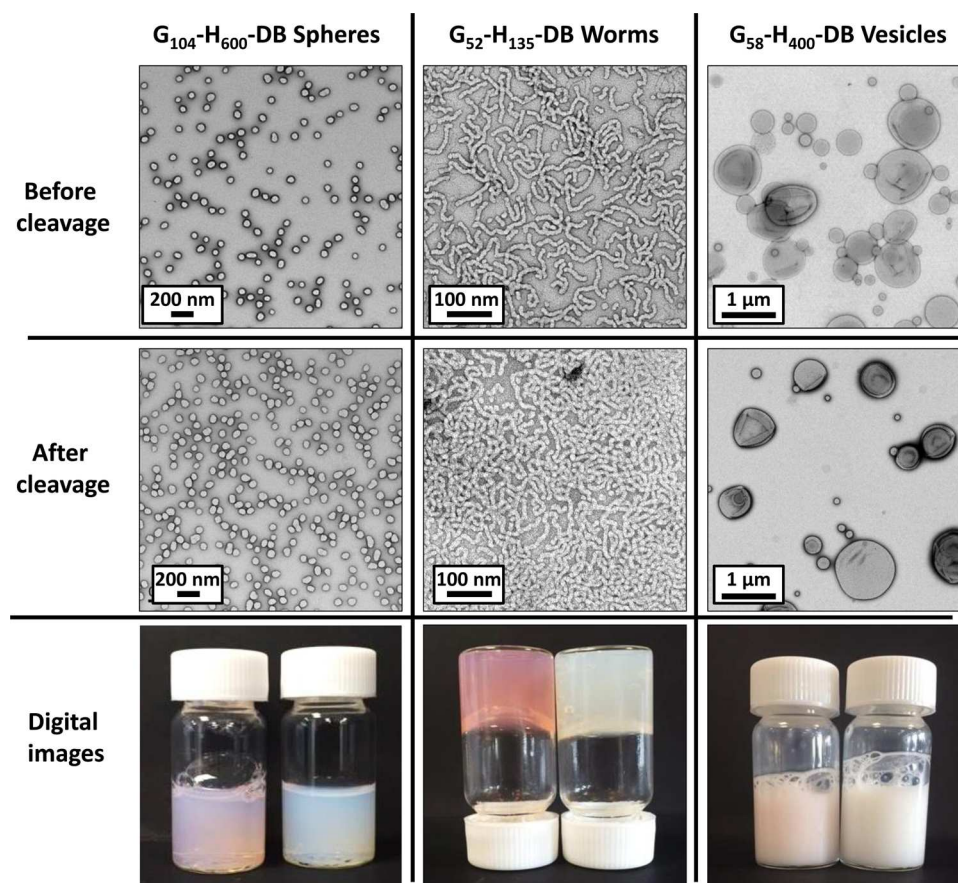 G₁₀₄-H₆₀₀-DB Spheres
G₅₂-H₁₃₅-DB Worms
G₅₈-H₄₀₀-DB Vesicles
Before
cleavage
200 nm
100 nm
1 µm
After
cleavage
200 nm
100 nm
1 µm
Digital
images